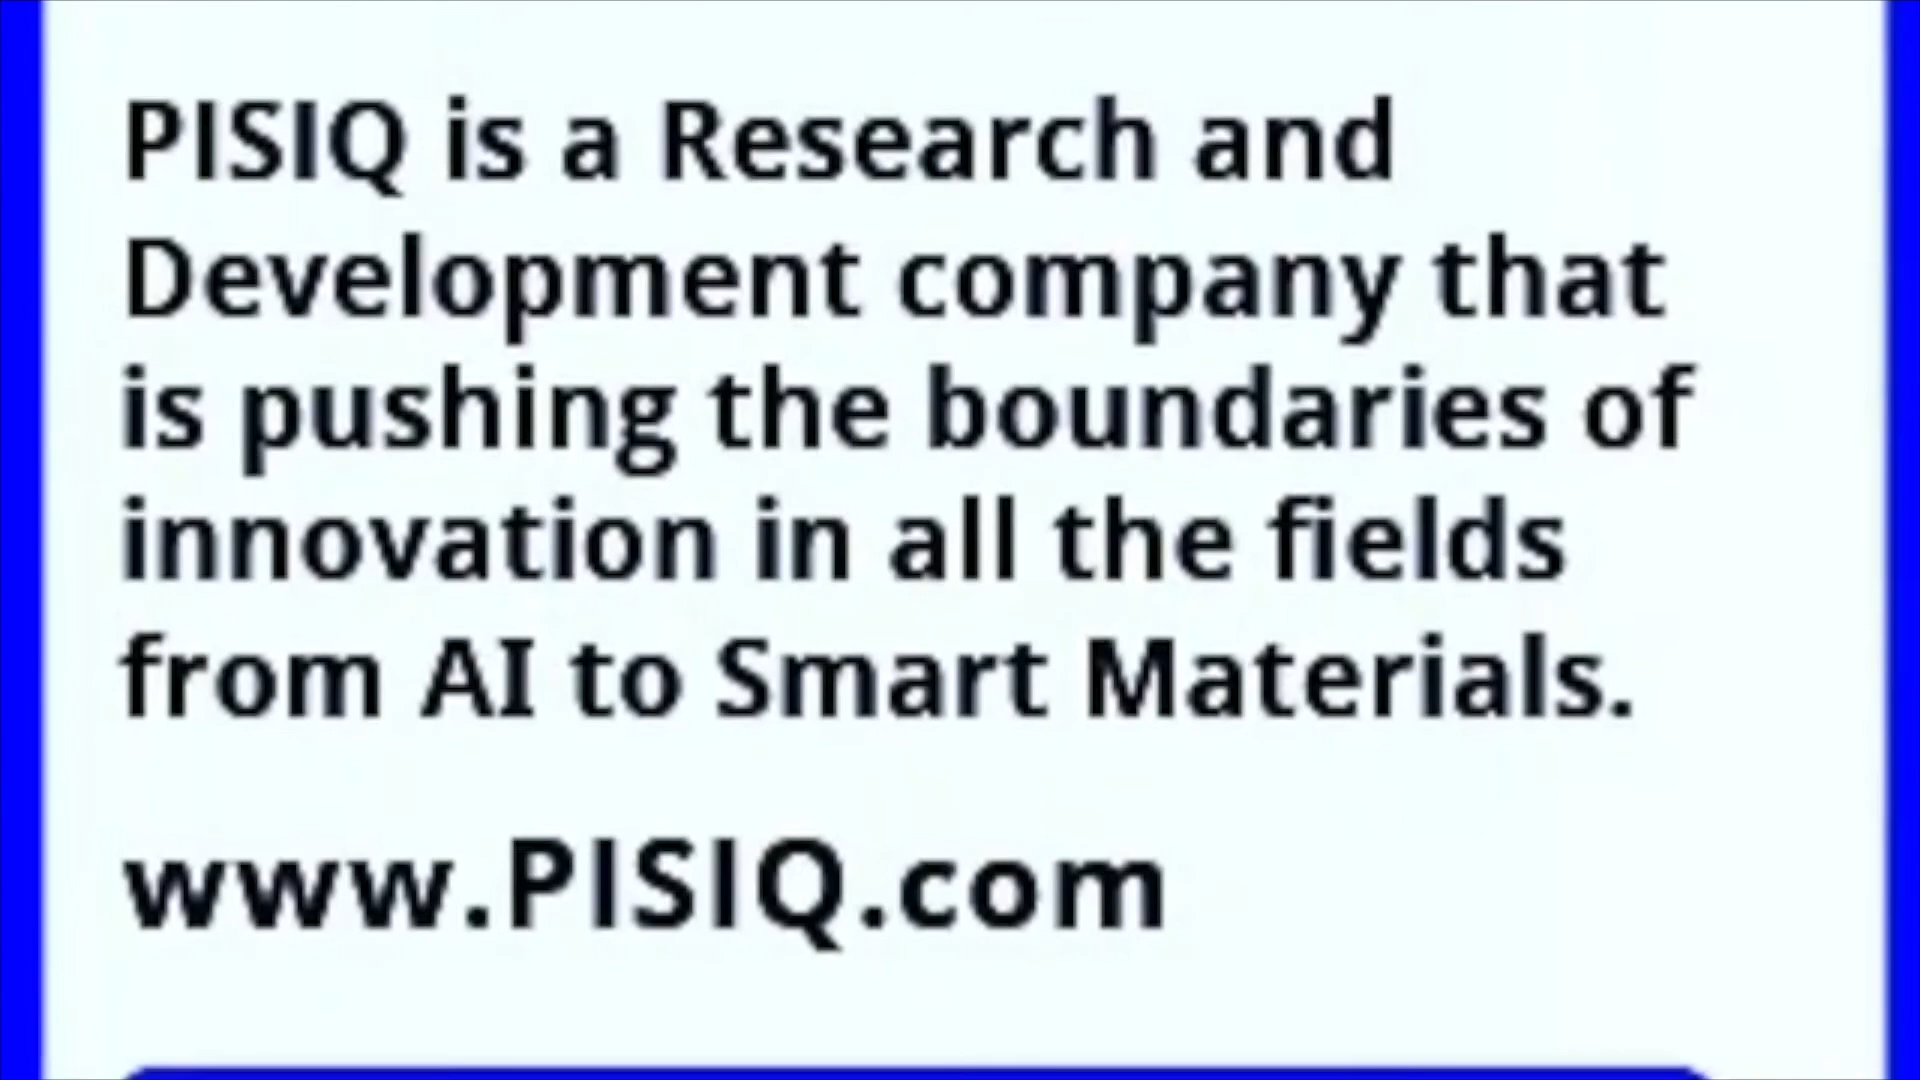 PISIQ is a Research and
Development company that
is pushing the boundaries of
innovation in all the fields
from AI to Smart Materials.
www.PISIQ.com